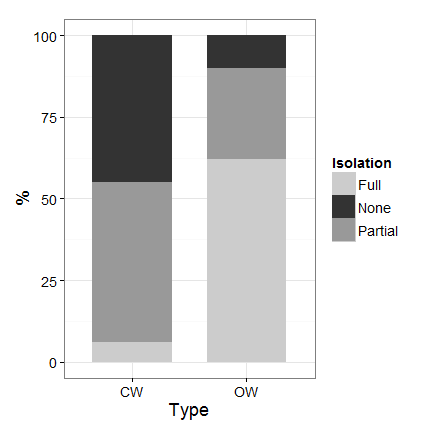 100
75
50
25
0
%
CW OW
Type
Isolation
Full
None
Partial